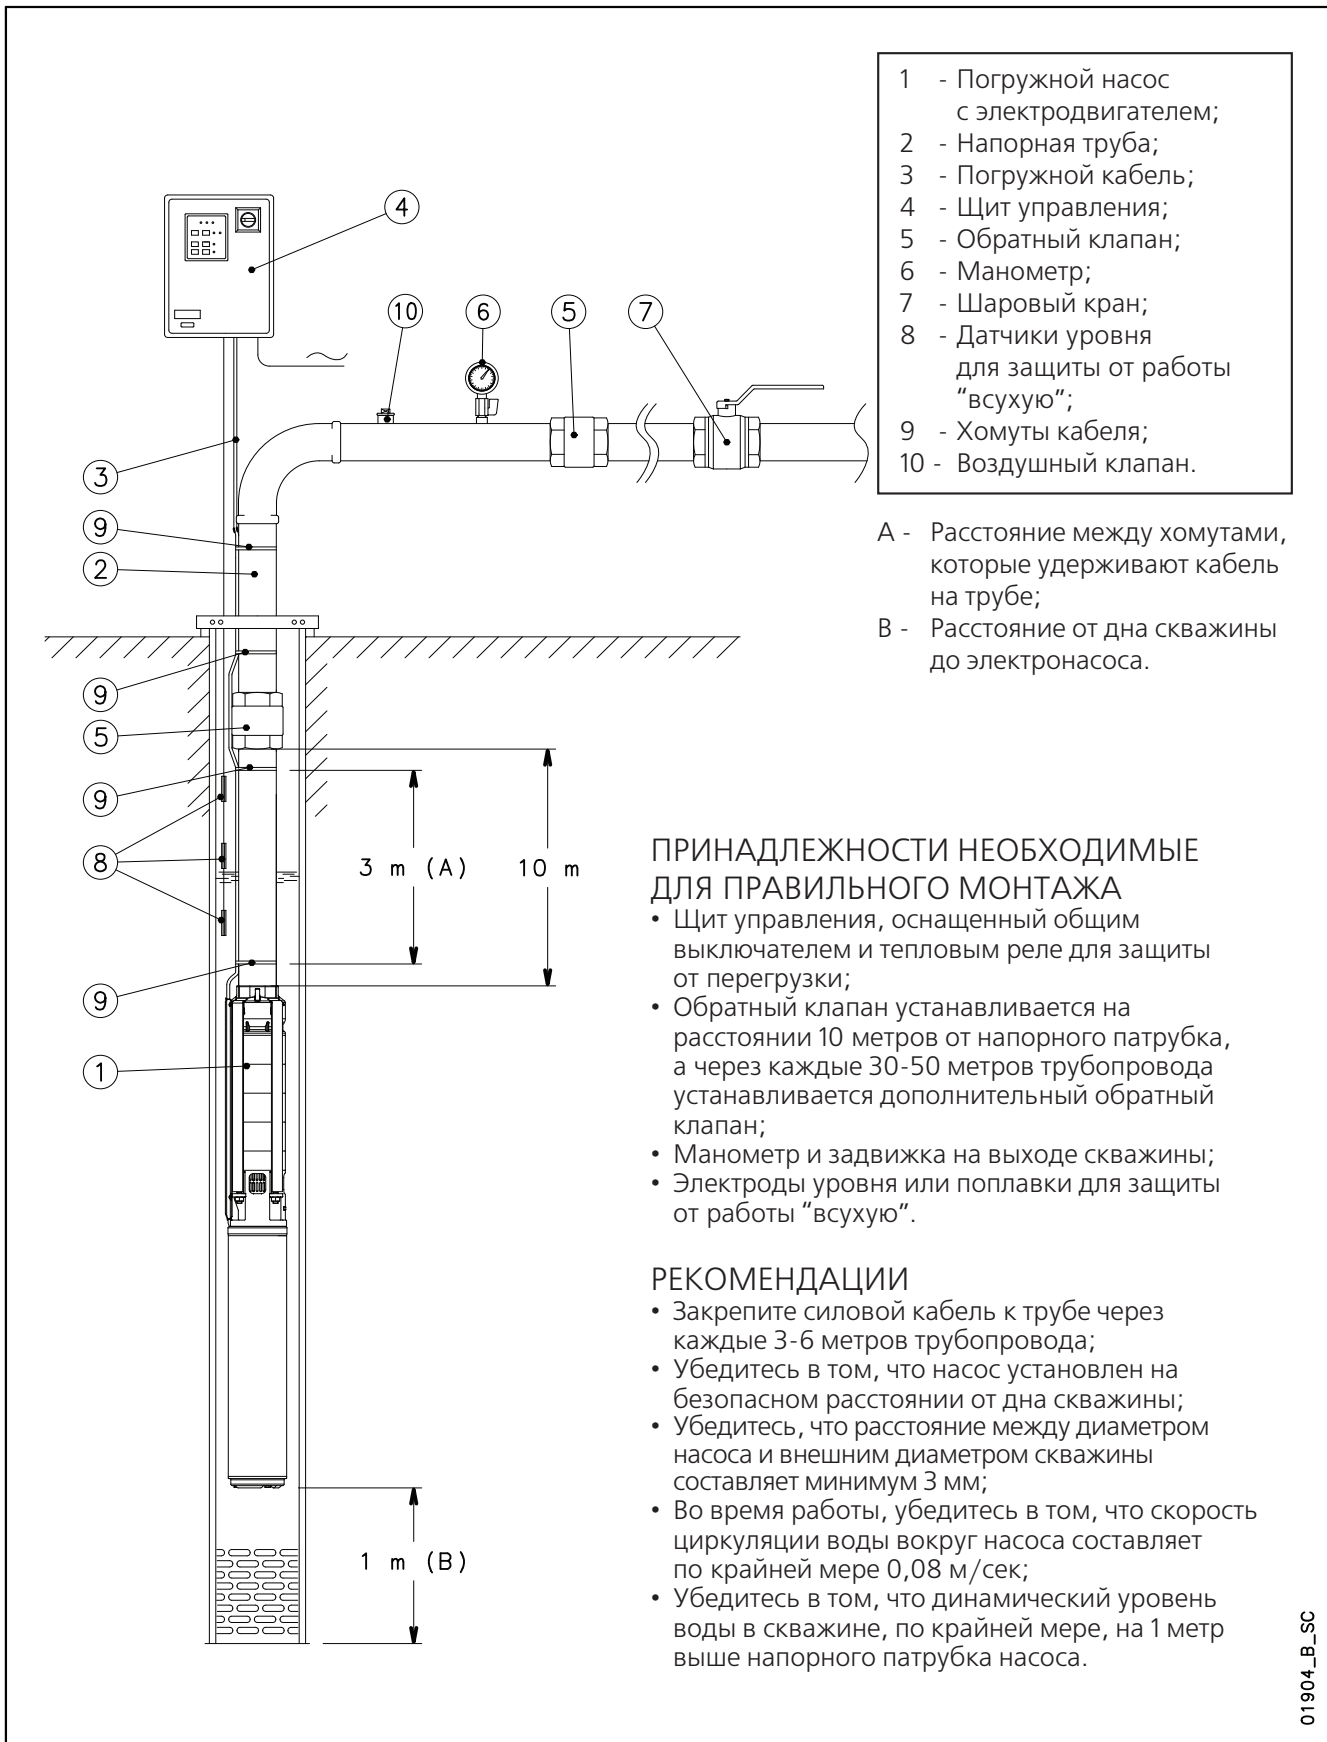 1 - Погружной насос
с электродвигателем;
2 - Напорная труба;
3 - Погружной кабель;
4 - Щит управления;
5 - Обратный клапан;
6 - Манометр;
7 - Шаровый кран;
8 - Датчики уровня
для защиты от работы
“всухую”;
9 - Хомуты кабеля;
10 - Воздушный клапан.
A - Расстояние между хомутами,
которые удерживают кабель
на трубе;
B - Расстояние от дна скважины
до электронасоса.
4
10
6
5
7
3
9
2
9
5
9
8
3 m (A)
10 m
9
1
1 m (B)
ПРИНАДЛЕЖНОСТИ НЕОБХОДИМЫЕ
ДЛЯ ПРАВИЛЬНОГО МОНТАЖА
• Щит управления, оснащенный общим
выключателем и тепловым реле для защиты
от перегрузки;
• Обратный клапан устанавливается на
расстоянии 10 метров от напорного патрубка,
а через каждые 30-50 метров трубопровода
устанавливается дополнительный обратный
клапан;
• Манометр и задвижка на выходе скважины;
• Электроды уровня или поплавки для защиты
от работы “всухую”.
РЕКОМЕНДАЦИИ
• Закрепите силовой кабель к трубе через
каждые 3-6 метров трубопровода;
• Убедитесь в том, что насос установлен на
безопасном расстоянии от дна скважины;
• Убедитесь, что расстояние между диаметром
насоса и внешним диаметром скважины
составляет минимум 3 мм;
• Во время работы, убедитесь в том, что скорость
циркуляции воды вокруг насоса составляет
по крайней мере 0,08 м/сек;
• Убедитесь в том, что динамический уровень
воды в скважине, по крайней мере, на 1 метр
выше напорного патрубка насоса.
01904_B_SC